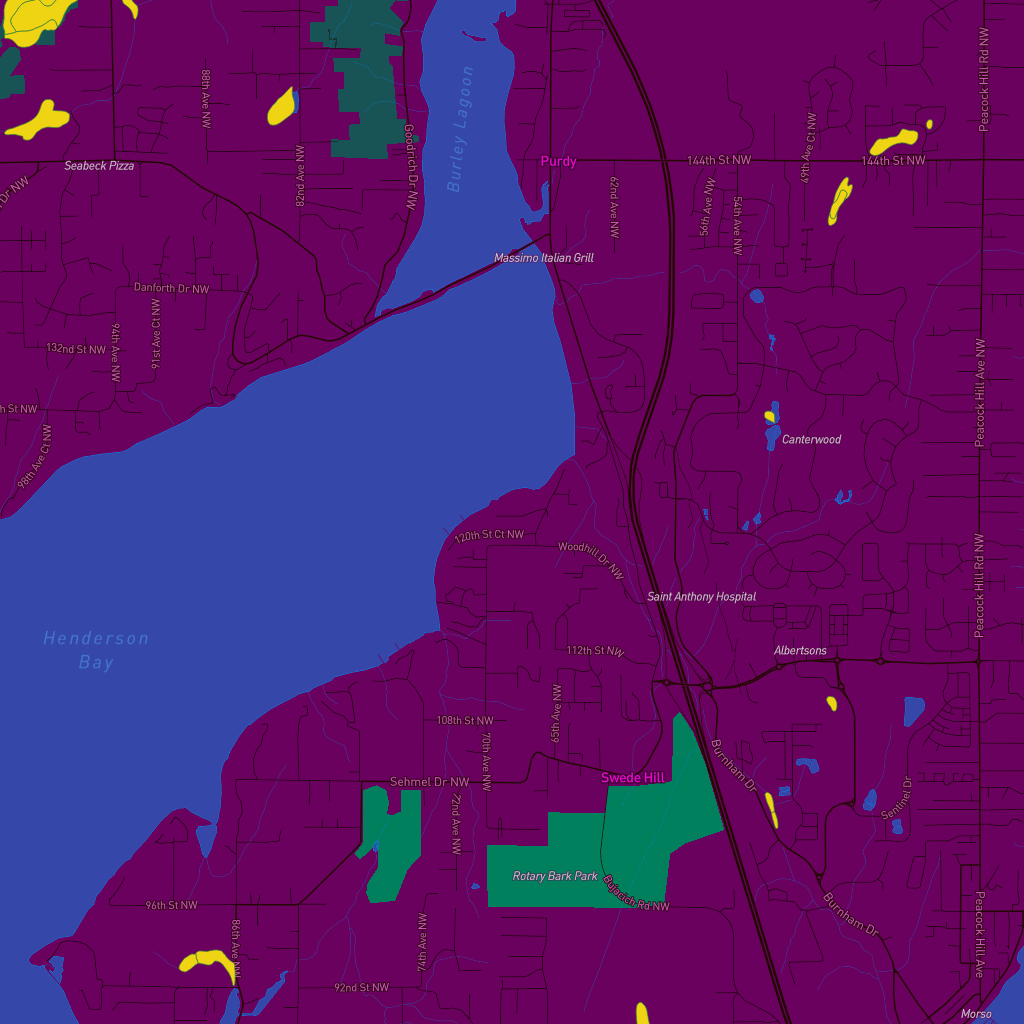 Peacock Hill Rd NW
88th Ave NW
Burley Lagoon
49th Ave Ct NW
Goodrich Dr NW
82nd Ave NW
Seabeck Pizza
Purdy
144th St NW
144th St NW
Dr NW
62nd Ave NW
56th Ave NW
54th Ave NW
Massimo Italian Grill
Danforth Dr NW
91st Ave Ct NW
94th Ave NW
132nd St NW
Peacock Hill Ave NW
h St NW
98th Ave Ct NW
Canterwood
120th St Ct NW
Woodhill Dr NW
Peacock Hill Rd NW
Saint Anthony Hospital
Henderson
Bay
112th St NW
Albertsons
65th Ave NW
108th St NW
70th Ave NW
Burnham Dr
Swede Hill
Sehmel Dr NW
72nd Ave NW
Sentinel Dr
Rotary Bark Park
Bujacich Rd NW
96th St NW
86th Ave NW
74th Ave NW
Burnham Dr
Peacock Hill Ave
92nd St NW
Morso